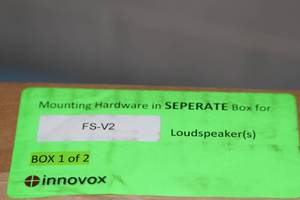 Mounting Hardware in SEPERATE Box for
FS-V2
Loudspeaker(s)
BOX 1 of 2
innovox